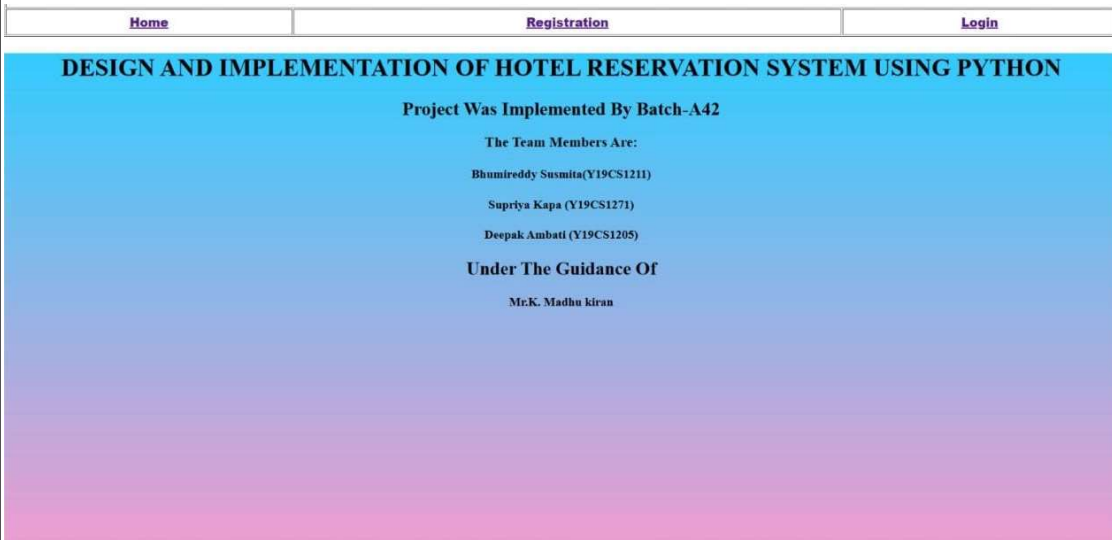 Home Registration Login
DESIGN AND IMPLEMENTATION OF HOTEL RESERVATION SYSTEM USING PYTHON
Project Was Implemented By Batch-A42
The Team Members Are:
Bhumireddy Susmita(Y19CS1211)
Supriya Kapa (Y19CS1271)
Deepak Ambati (Y19CS1205)
Under The Guidance Of
Mr.K. Madhu kiran